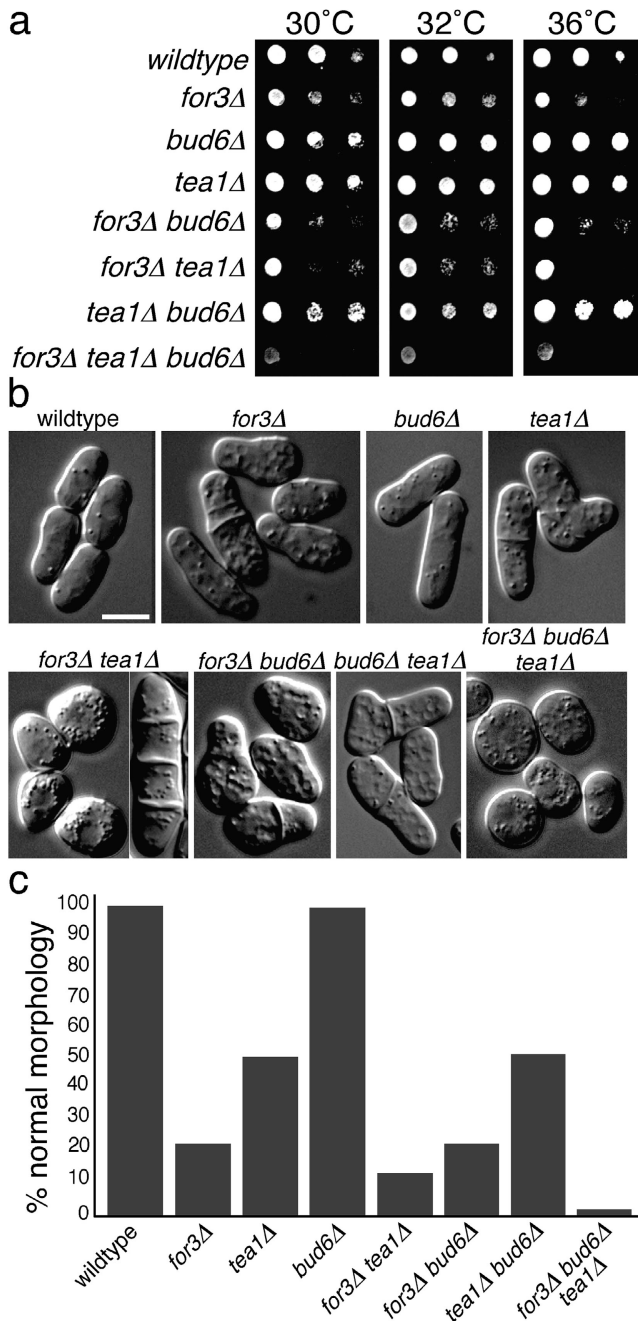 a
30˚C 32˚C 36˚C
wildtype
for3Δ
bud6Δ
tea1Δ
for3Δ bud6Δ
for3Δ tea1Δ
tea1Δ bud6Δ
for3Δ tea1Δ bud6Δ
b
wildtype for3Δ bud6Δ tea1Δ
for3Δ tea1Δ for3Δ bud6Δ bud6Δ tea1Δ for3Δ bud6Δ
tea1Δ
c
% normal morphology
100
90
80
70
60
50
40
30
20
10
0
wildtype
for3Δ
tea1Δ
bud6Δ
for3Δ tea1Δ
for3Δ bud6Δ
tea1Δ bud6Δ
for3Δ bud6Δ
tea1Δ